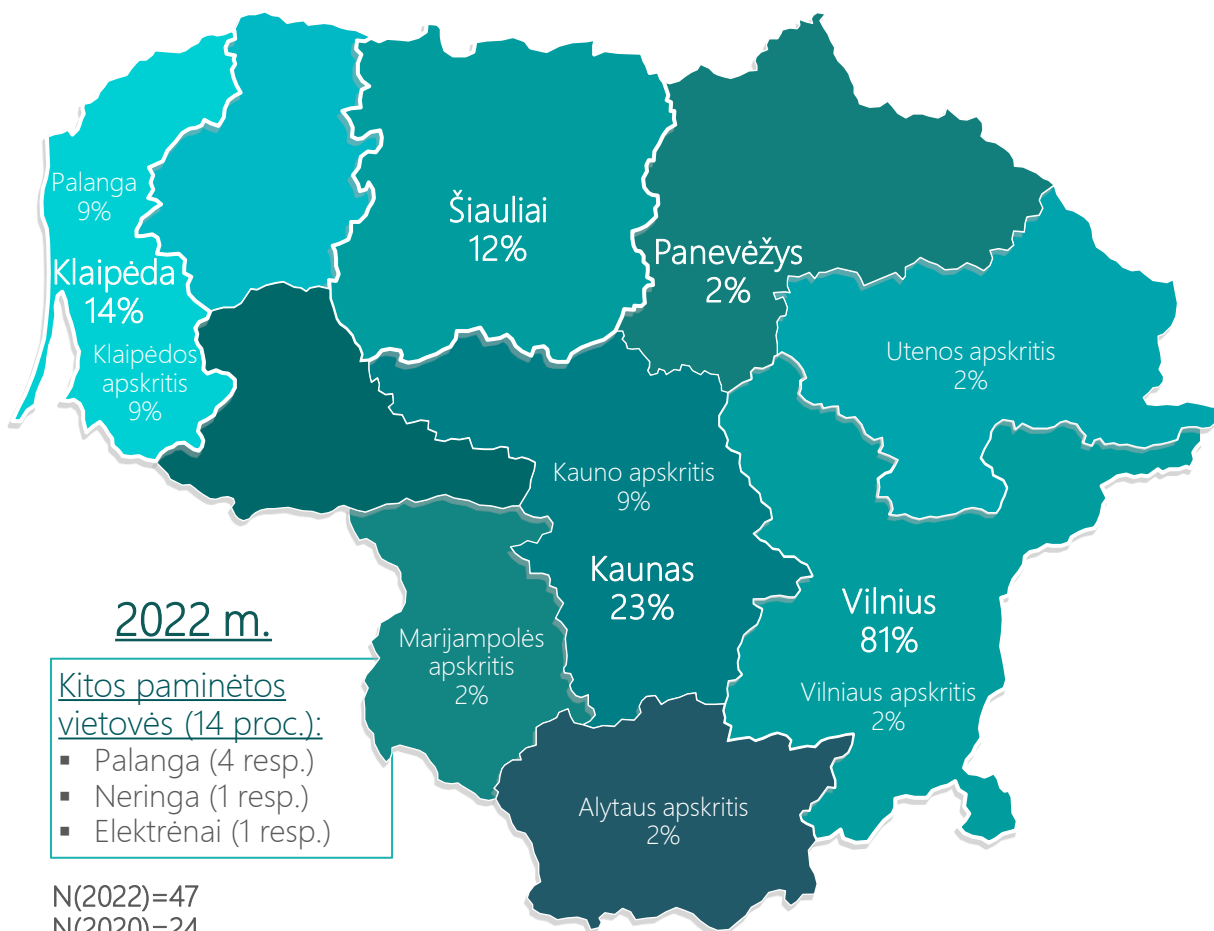 Palanga
9%
Klaipėda
14%
Klaipėdos
apskritis
9%
Šiauliai
12%
Panevėžys
2%
Utenos apskritis
2%
Kauno apskritis
9%
Kaunas
23%
Vilnius
81%
Vilniaus apskritis
2%
Marijampolės
apskritis
2%
Alytaus apskritis
2%
2022 m.
Kitos paminėtos
vietovės (14 proc.):
▪ Palanga (4 resp.)
▪ Neringa (1 resp.)
▪ Elektrėnai (1 resp.)
N(2022)=47
N(2020)=24